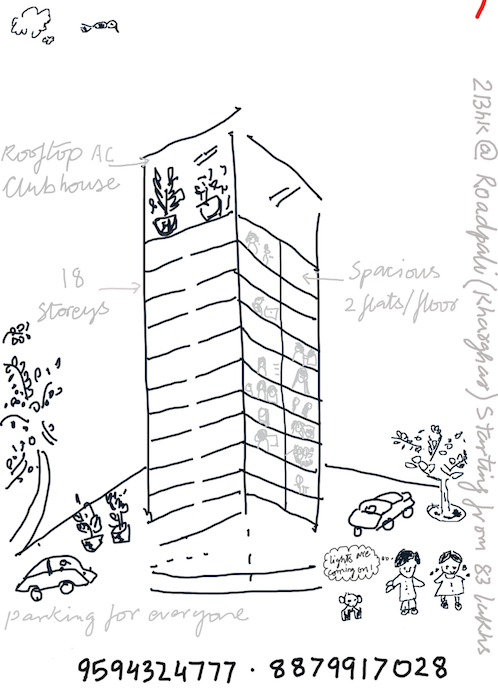 Rooftop AC
Clubhouse
18
Storeys
Spacious
2 flats/floor
2Bhk @ Roadpali (Kharghar) Starting from 83 lakhs
lights are
coming on!
parking for everyone
9594324777 · 8879917028